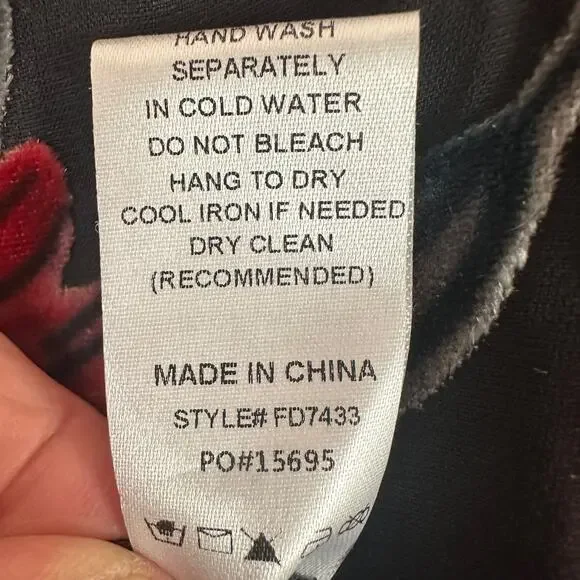 HAND WASH
SEPARATELY
IN COLD WATER
DO NOT BLEACH
HANG TO DRY
COOL IRON IF NEEDED
DRY CLEAN
(RECOMMENDED)
MADE IN CHINA
STYLE# FD7433
PO#15695